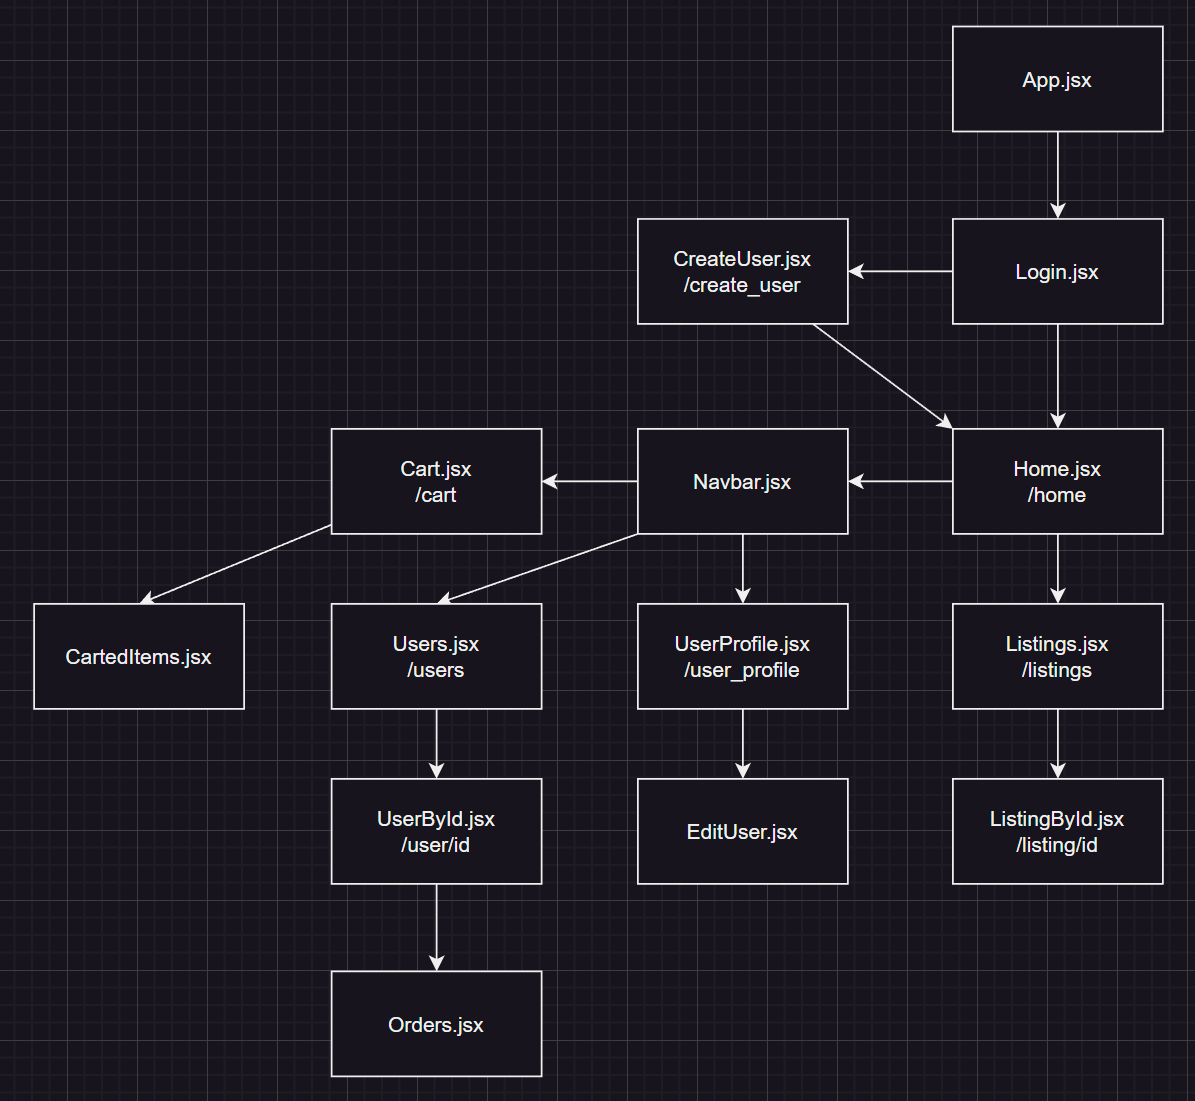 App.jsx
CreateUser.jsx
/create_user
Login.jsx
Cart.jsx
/cart
Navbar.jsx
Home.jsx
/home
CartedItems.jsx
Users.jsx
/users
UserProfile.jsx
/user_profile
Listings.jsx
/listings
UserById.jsx
/user/id
EditUser.jsx
ListingById.jsx
/listing/id
Orders.jsx